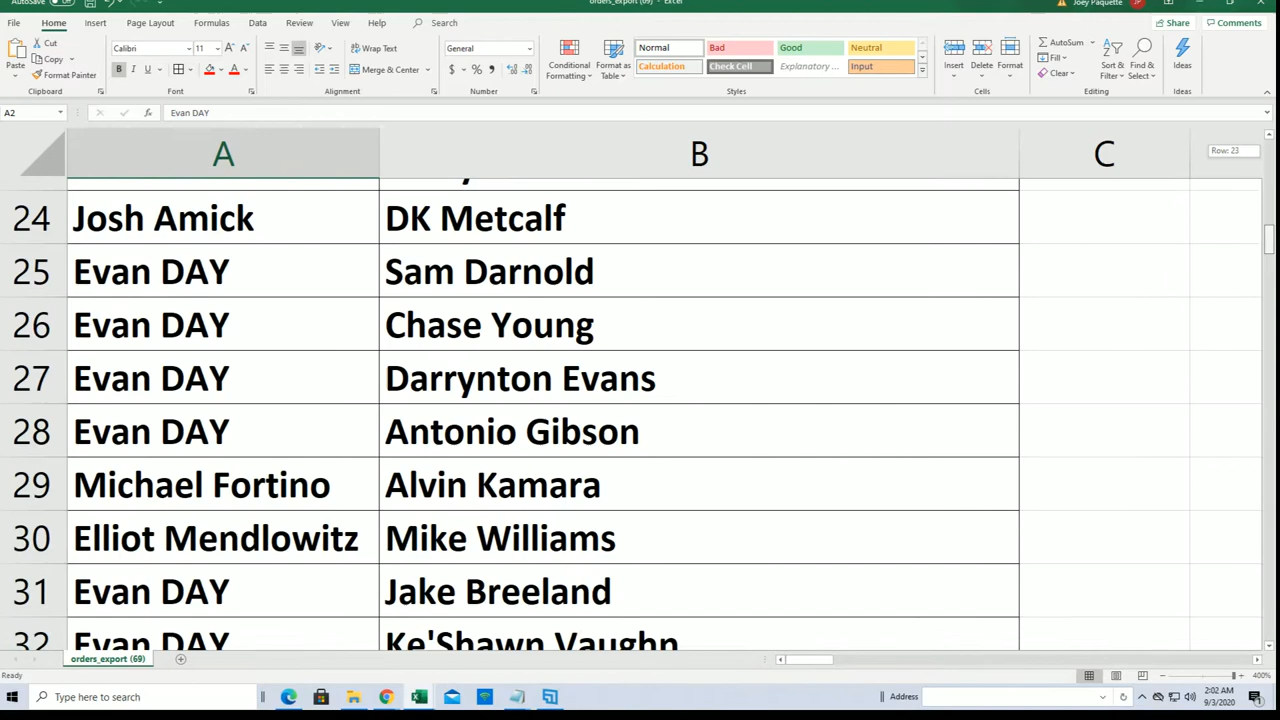 AutoSave
orders_export (69) - Excel
Joey Paquette
JP
File Home Insert Page Layout Formulas Data Review View Help Search
Share Comments
Paste
Cut
Copy
Format Painter
Clipboard
Calibri 11
B I U
Font
Wrap Text
Merge & Center
Alignment
General
$ % ,
Number
Conditional Formatting
Format as Table
Normal Bad Good Neutral
Calculation Check Cell Explanatory ... Input
Styles
Insert Delete Format
Cells
AutoSum
Fill
Clear
Sort & Filter
Find & Select
Editing
Ideas
Ideas
A2 fx Evan DAY
A B C
Row: 23
24 Josh Amick DK Metcalf
25 Evan DAY Sam Darnold
26 Evan DAY Chase Young
27 Evan DAY Darrynton Evans
28 Evan DAY Antonio Gibson
29 Michael Fortino Alvin Kamara
30 Elliot Mendlowitz Mike Williams
31 Evan DAY Jake Breeland
32 Evan DAY Ke'Shawn Vaughn
orders_export (69)
Ready
400%
Type here to search
Address
2:02 AM
9/3/2020